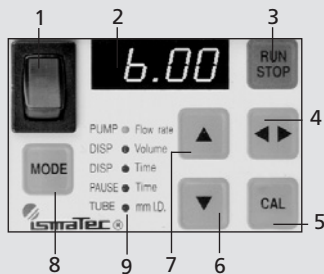 1 2 3
6.00
RUN
STOP
4
PUMP Flow rate
DISP Volume
DISP Time
PAUSE Time
TUBE mm I.D.
MODE
CAL
ismatec ®
5
8 9 7 6